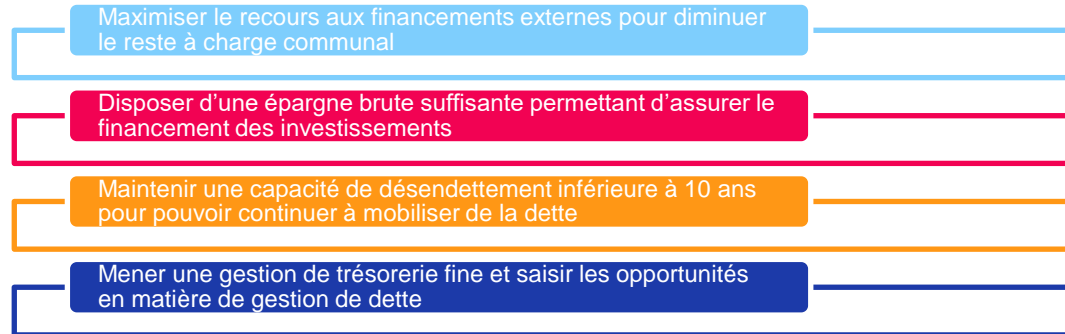 Maximiser le recours aux financements externes pour diminuer
le reste à charge communal
Disposer d'une épargne brute suffisante permettant d'assurer le
financement des investissements
Maintenir une capacité de désendettement inférieure à 10 ans
pour pouvoir continuer à mobiliser de la dette
Mener une gestion de trésorerie fine et saisir les opportunités
en matière de gestion de dette